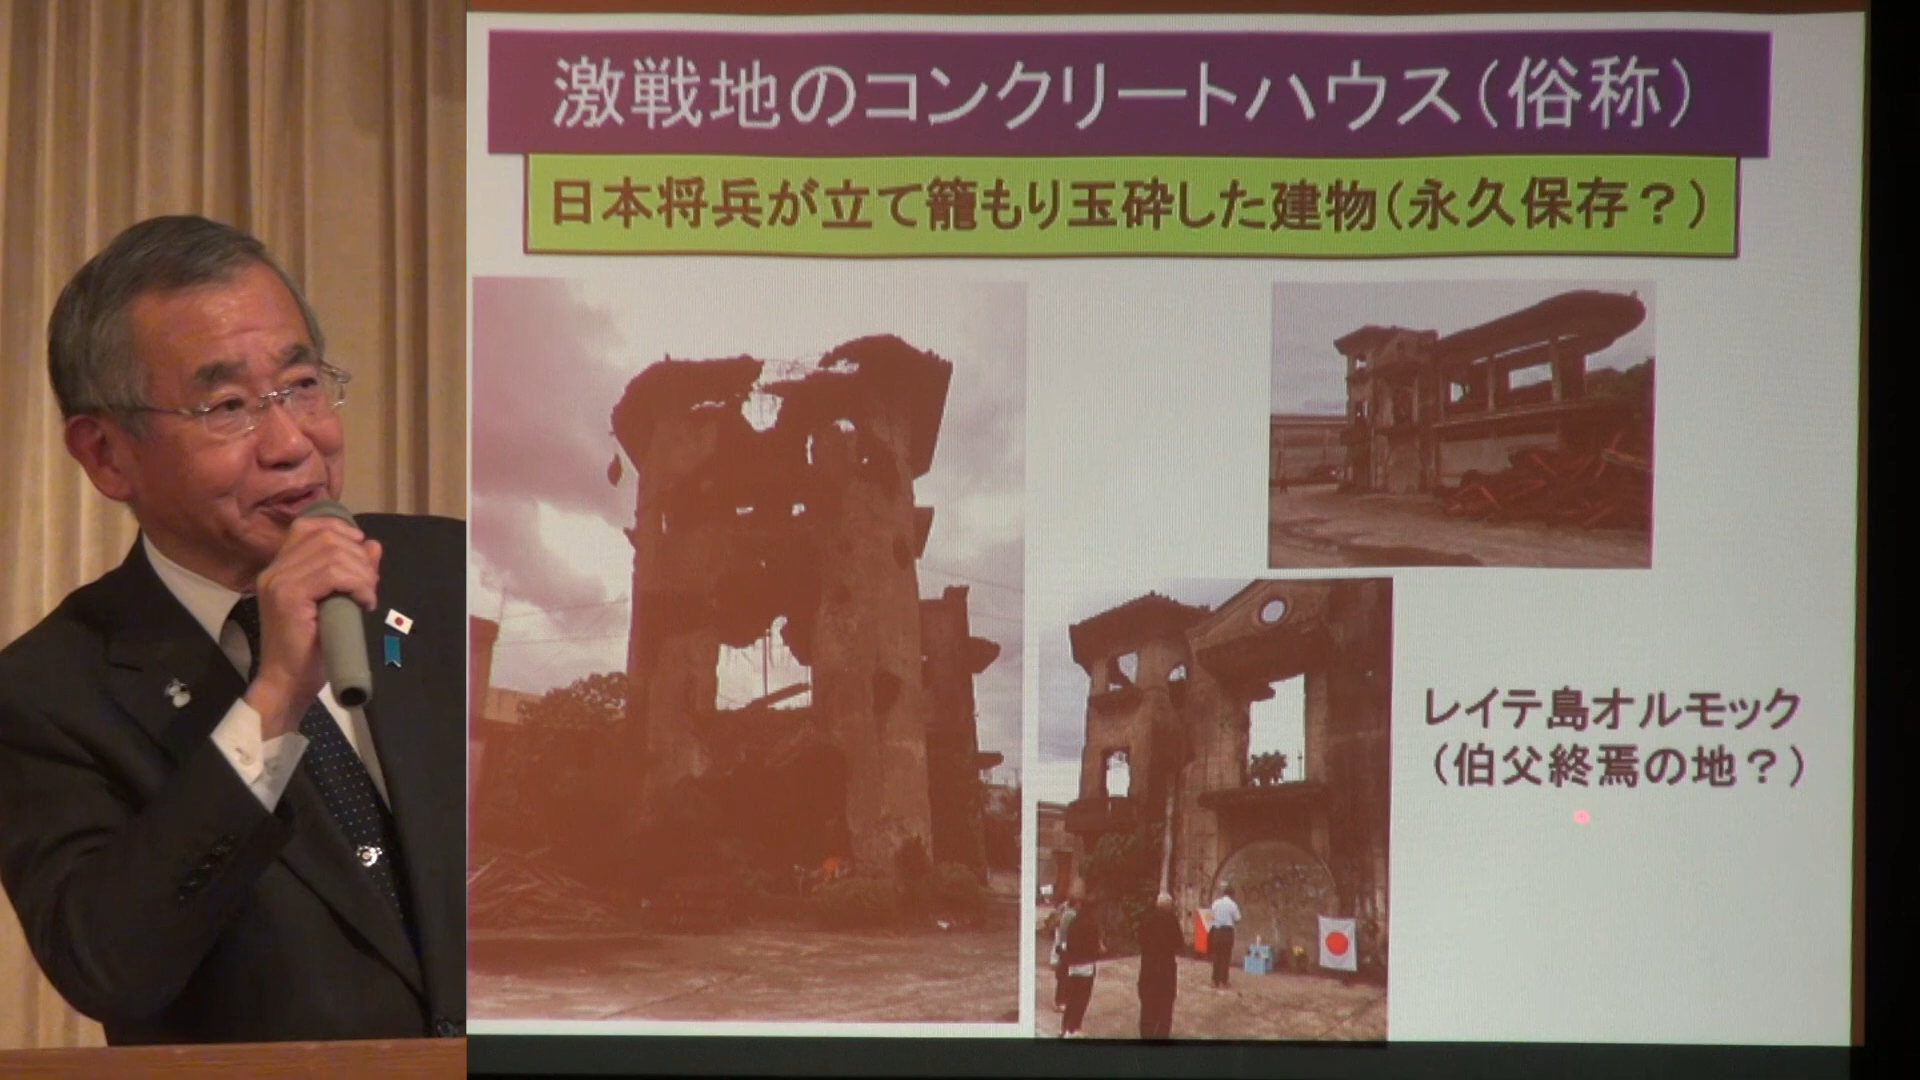 激戦地のコンクリートハウス（俗称）
日本将兵が立て籠もり玉砕した建物（永久保存？）
レイテ島オルモック
（伯父終焉の地？）